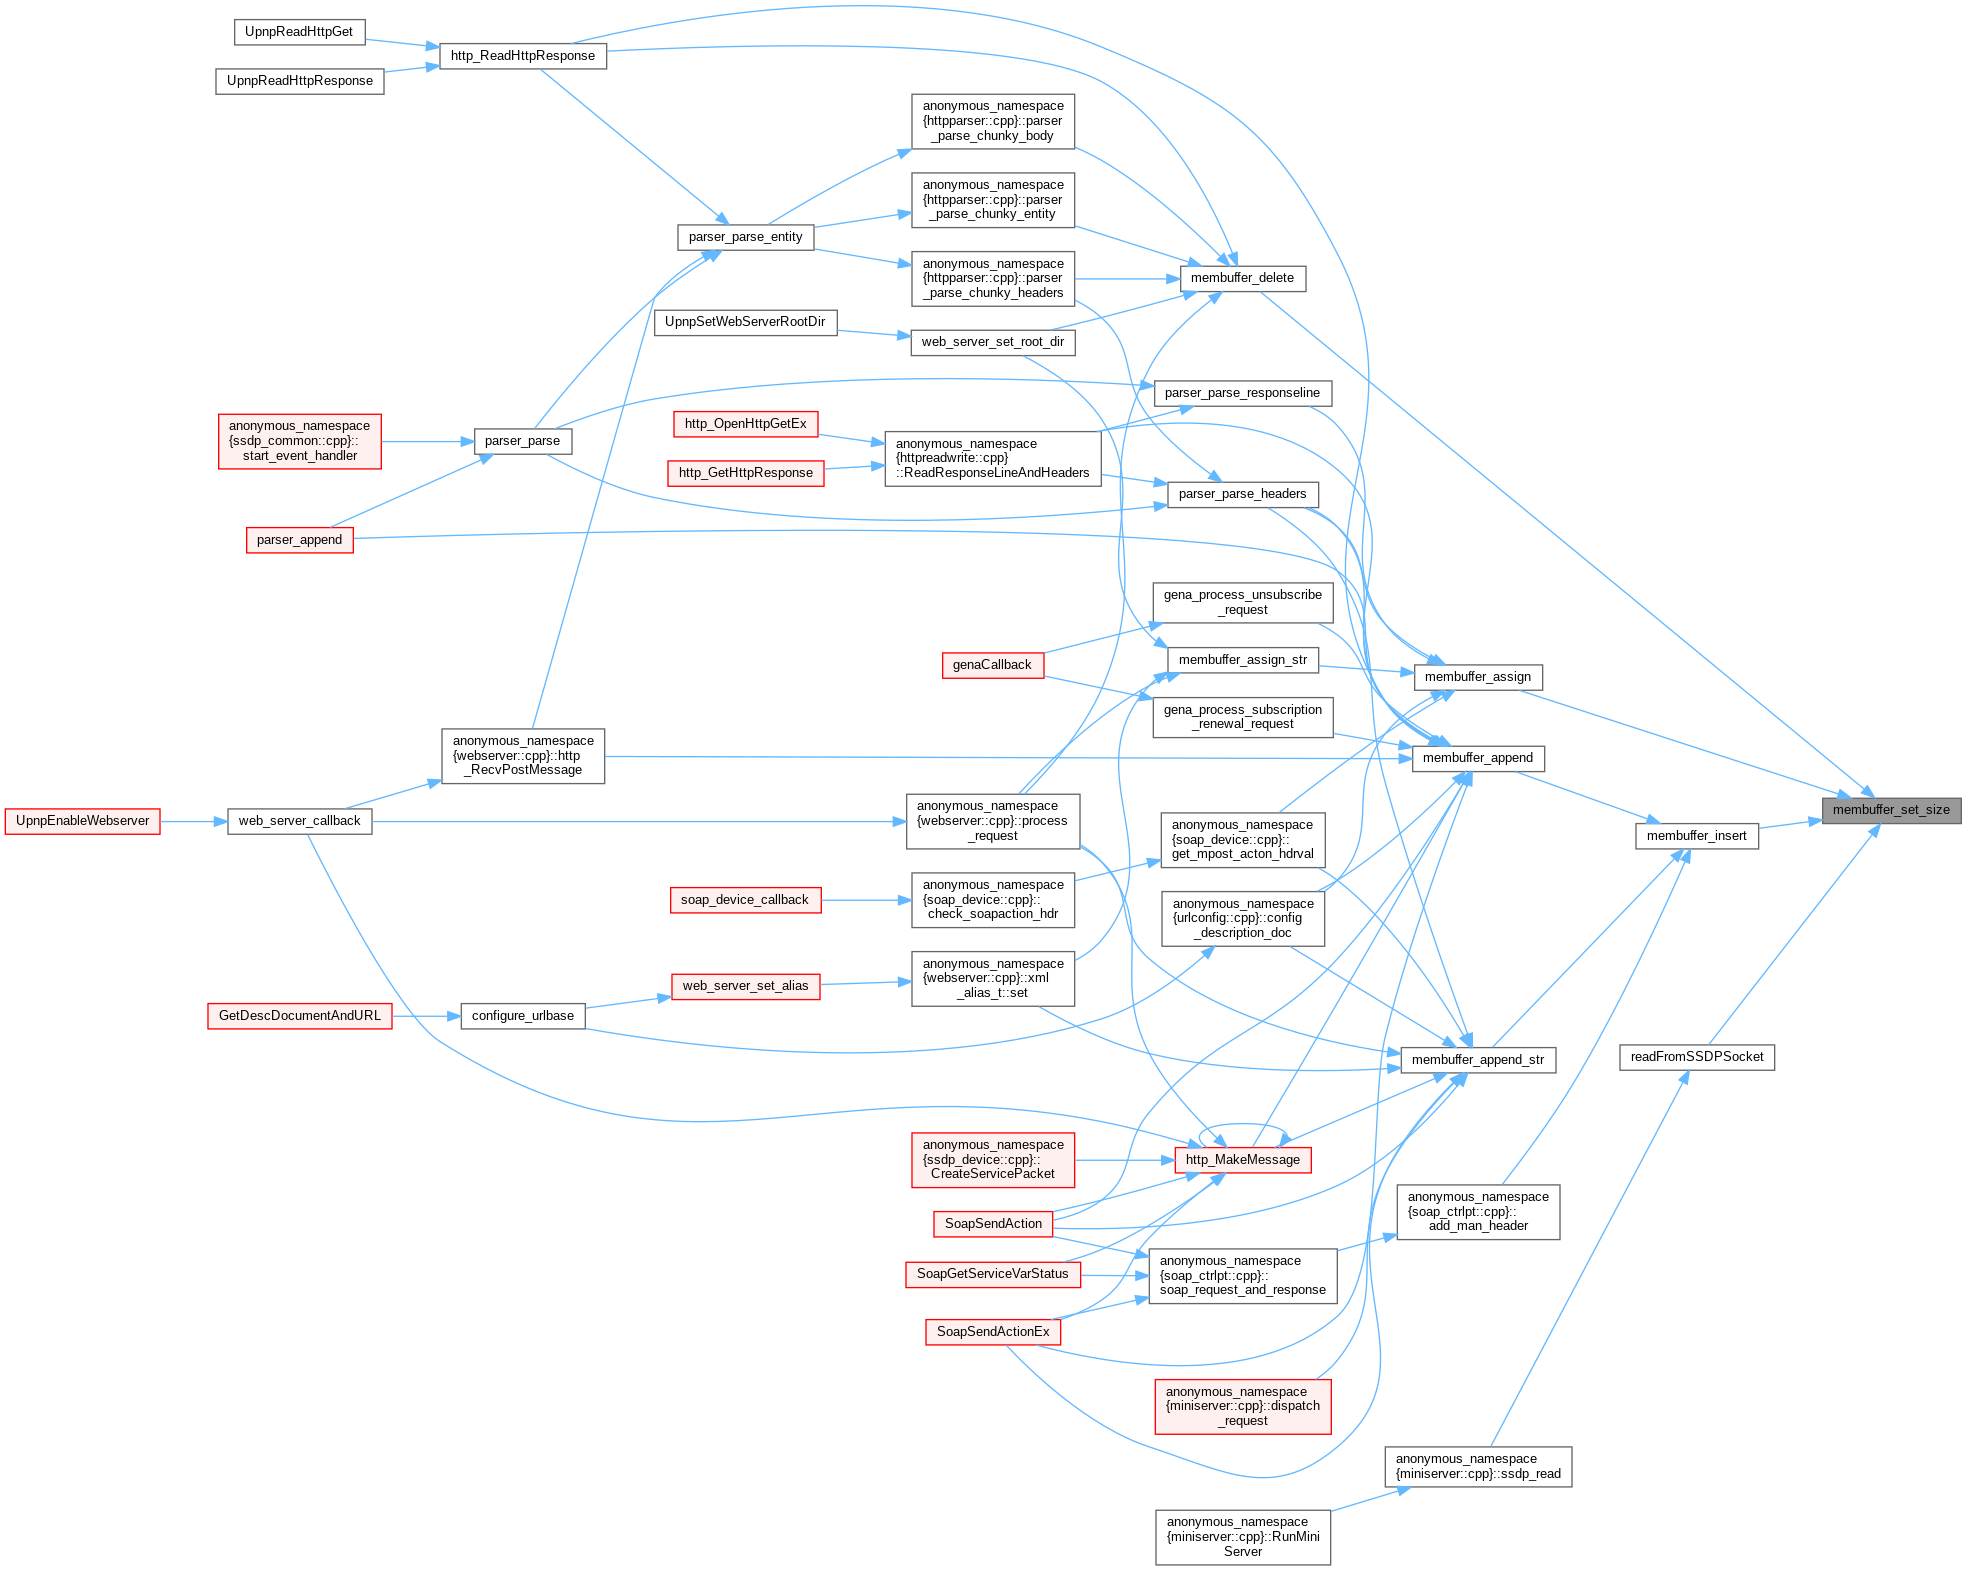 UpnpReadHttpGet
http_ReadHttpResponse
UpnpReadHttpResponse
anonymous_namespace
{httpparser::cpp}::parser
_parse_chunky_body
anonymous_namespace
{httpparser::cpp}::parser
_parse_chunky_entity
parser_parse_entity
anonymous_namespace
{httpparser::cpp}::parser
_parse_chunky_headers
membuffer_delete
UpnpSetWebServerRootDir
web_server_set_root_dir
parser_parse_responseline
http_OpenHttpGetEx
anonymous_namespace
{ssdp_common::cpp}::
start_event_handler
parser_parse
anonymous_namespace
{httpreadwrite::cpp}
::ReadResponseLineAndHeaders
http_GetHttpResponse
parser_parse_headers
parser_append
gena_process_unsubscribe
_request
genaCallback
membuffer_assign_str
membuffer_assign
gena_process_subscription
_renewal_request
anonymous_namespace
{webserver::cpp}::http
_RecvPostMessage
membuffer_append
membuffer_set_size
UpnpEnableWebserver
web_server_callback
anonymous_namespace
{webserver::cpp}::process
_request
membuffer_insert
anonymous_namespace
{soap_device::cpp}::
get_mpost_acton_hdrval
soap_device_callback
anonymous_namespace
{soap_device::cpp}::
check_soapaction_hdr
anonymous_namespace
{urlconfig::cpp}::config
_description_doc
web_server_set_alias
anonymous_namespace
{webserver::cpp}::xml
_alias_t::set
GetDescDocumentAndURL
configure_urlbase
membuffer_append_str
readFromSSDPSocket
anonymous_namespace
{ssdp_device::cpp}::
CreateServicePacket
http_MakeMessage
SoapSendAction
anonymous_namespace
{soap_ctrlpt::cpp}::
add_man_header
SoapGetServiceVarStatus
anonymous_namespace
{soap_ctrlpt::cpp}::
soap_request_and_response
SoapSendActionEx
anonymous_namespace
{miniserver::cpp}::dispatch
_request
anonymous_namespace
{miniserver::cpp}::ssdp_read
anonymous_namespace
{miniserver::cpp}::RunMini
Server